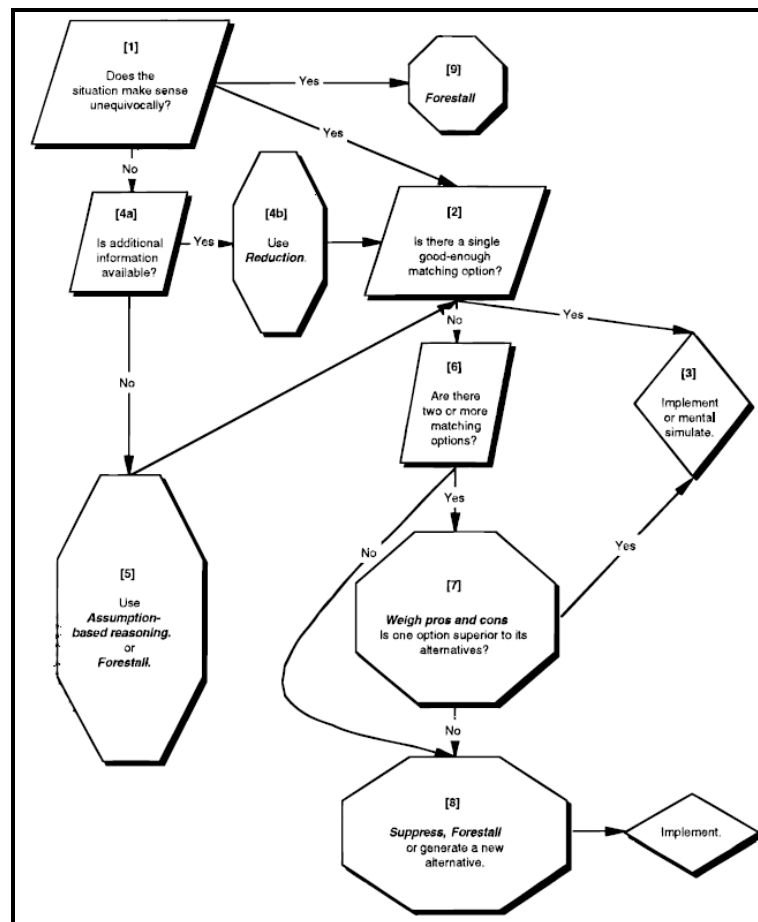 [1]
Does the
situation make sense
unequivocally?
Yes
[9]
Forestall
Yes
No
[4a]
Is additional
information
available?
Yes
[4b]
Use
Reduction.
[2]
Is there a single
good-enough
matching option?
No
Yes
No
[6]
Are there
two or more
matching
options?
[3]
Implement
or mental
simulate.
Yes
No
Yes
[5]
Use
Assumption-
based reasoning.
or
Forestall.
[7]
Weigh pros and cons
Is one option superior to its
alternatives?
No
[8]
Suppress, Forestall
or generate a new
alternative.
Implement.